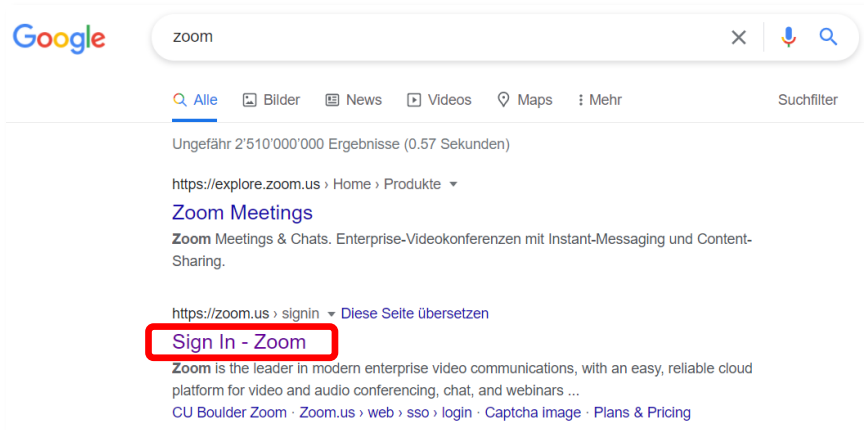 Google
zoom
Alle Bilder News Videos Maps Mehr Suchfilter
Ungefähr 2’510’000’000 Ergebnisse (0.57 Sekunden)
https://explore.zoom.us › Home › Produkte
Zoom Meetings
Zoom Meetings & Chats. Enterprise-Videokonferenzen mit Instant-Messaging und Content-
Sharing.
https://zoom.us › signin Diese Seite übersetzen
Sign In - Zoom
Zoom is the leader in modern enterprise video communications, with an easy, reliable cloud
platform for video and audio conferencing, chat, and webinars ...
CU Boulder Zoom · Zoom.us › web › sso › login · Captcha image · Plans & Pricing